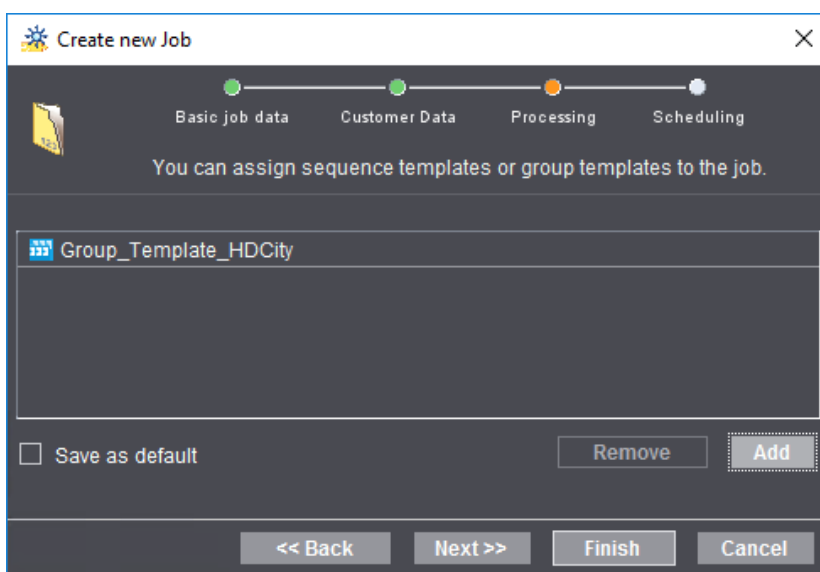 Create new Job
Basic job data Customer Data Processing Scheduling
You can assign sequence templates or group templates to the job.
Group_Template_HDCity
Save as default Remove Add
<< Back Next >> Finish Cancel